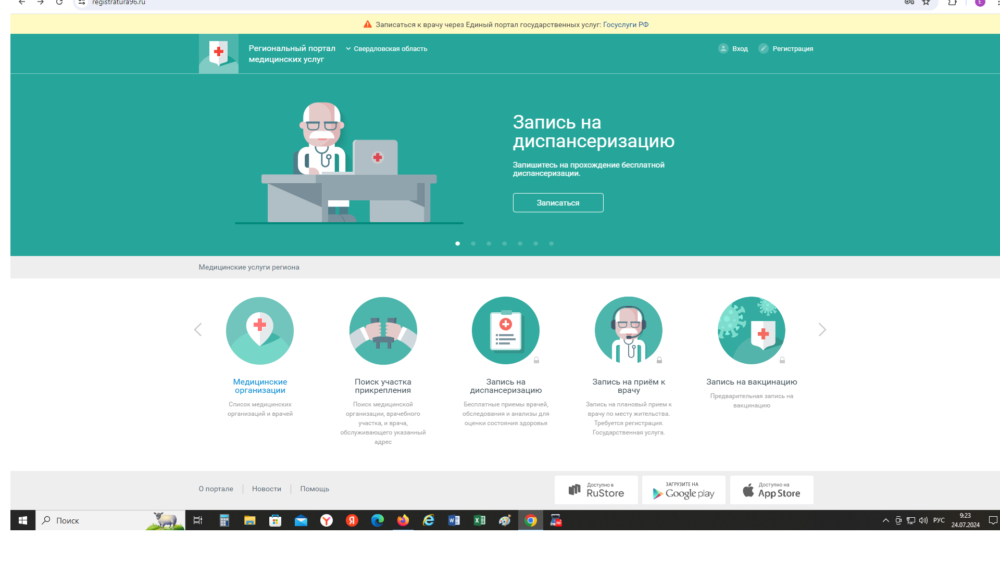 registratura96.ru
E
Записаться к врачу через Единый портал государственных услуг: Госуслуги РФ
Региональный портал
медицинских услуг
Свердловская область
Вход
Регистрация
Запись на
диспансеризацию
Запишитесь на прохождение бесплатной
диспансеризации.
Записаться
Медицинские услуги региона
Медицинские
организации
Список медицинских
организаций и врачей
Поиск участка
прикрепления
Поиск медицинской
организации, врачебного
участка, и врача,
обслуживающего указанный
адрес
Запись на
диспансеризацию
Бесплатные приемы врачей,
обследования и анализы для
оценки состояния здоровья
Запись на приём к
врачу
Запись на плановый прием к
врачу по месту жительства.
Требуется регистрация.
Государственная услуга.
Запись на вакцинацию
Предварительная запись на
вакцинацию
О портале
Новости
Помощь
Доступно в
RuStore
ЗАГРУЗИТЕ НА
Google play
Доступно на
App Store
Поиск
РУС
9:23
24.07.2024